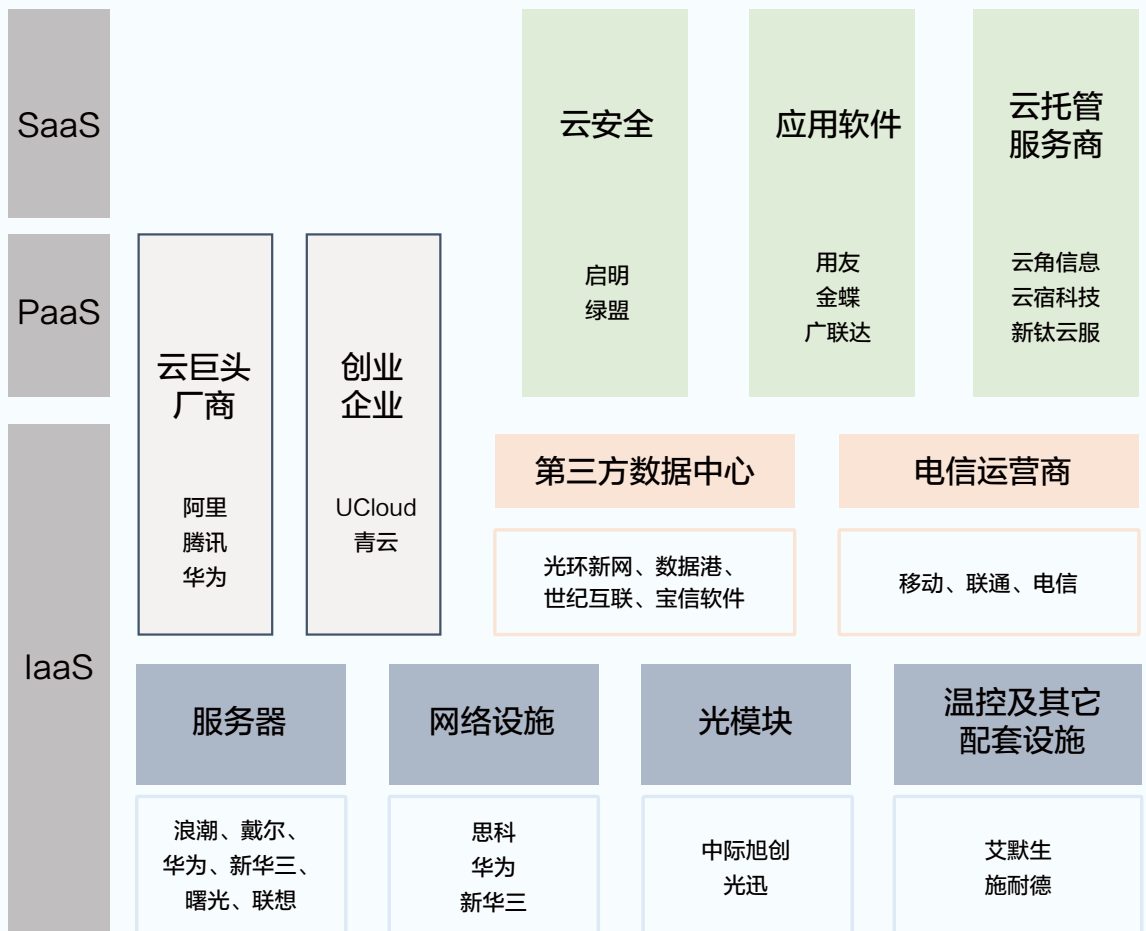 SaaS
云安全
应用软件
云托管
服务商
PaaS
启明
绿盟
用友
金蝶
广联达
云角信息
云宿科技
新钛云服
云巨头
厂商
阿里
腾讯
华为
创业
企业
UCloud
青云
IaaS
第三方数据中心
光环新网、数据港、
世纪互联、宝信软件
电信运营商
移动、联通、电信
服务器
浪潮、戴尔、
华为、新华三、
曙光、联想
网络设施
思科
华为
新华三
光模块
中际旭创
光迅
温控及其它
配套设施
艾默生
施耐德